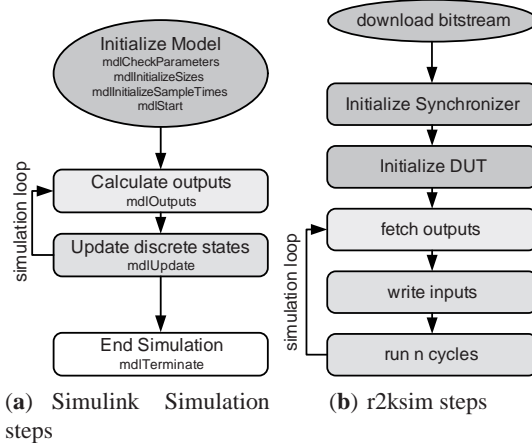 Initialize Model
mdlCheckParameters
mdlInitializeSizes
mdlInitializeSampleTimes
mdlStart
Calculate outputs
mdlOutputs
simulation loop
Update discrete states
mdlUpdate
End Simulation
mdlTerminate
(a) Simulink Simulation
steps
download bitstream
Initialize Synchronizer
Initialize DUT
fetch outputs
simulation loop
write inputs
run n cycles
(b) r2ksim steps